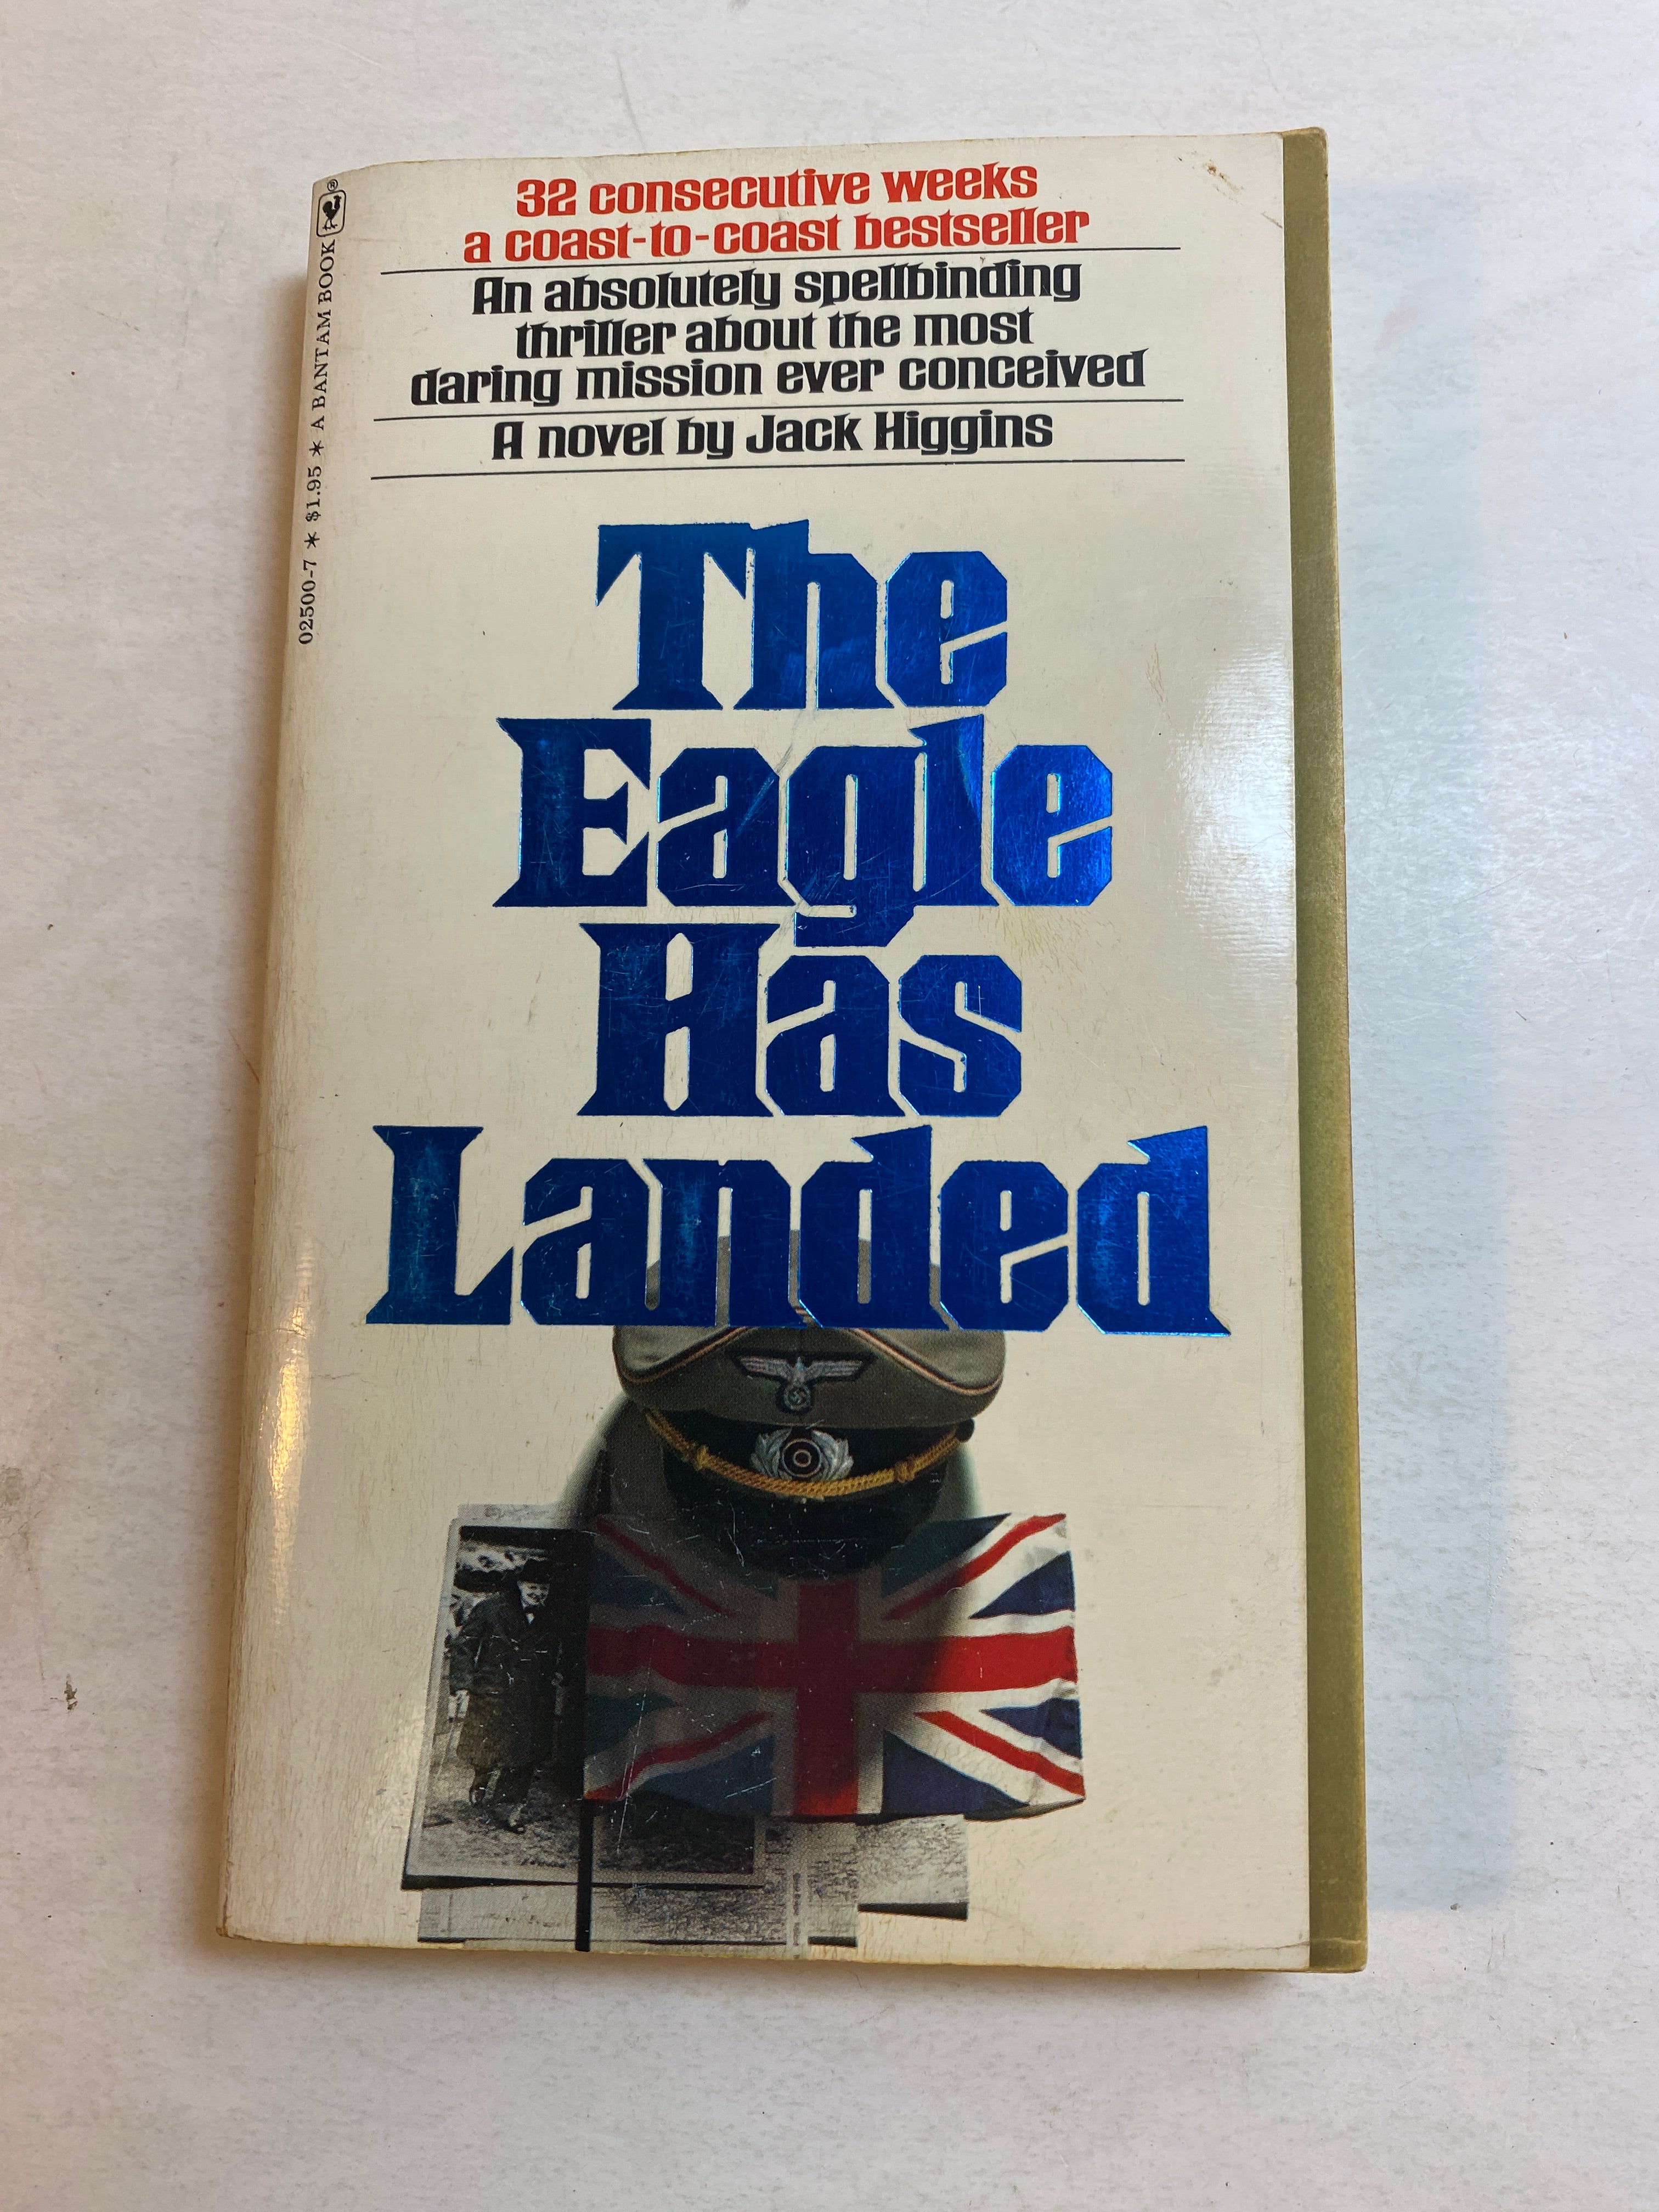 32 consecutive weeks
a coast-to-coast bestseller
An absolutely spellbinding
thriller about the most
daring mission ever conceived
A novel by Jack Higgins
The
Eagle
Has
Landed
02500-7 * $1.95 * A BANTAM BOOK ®